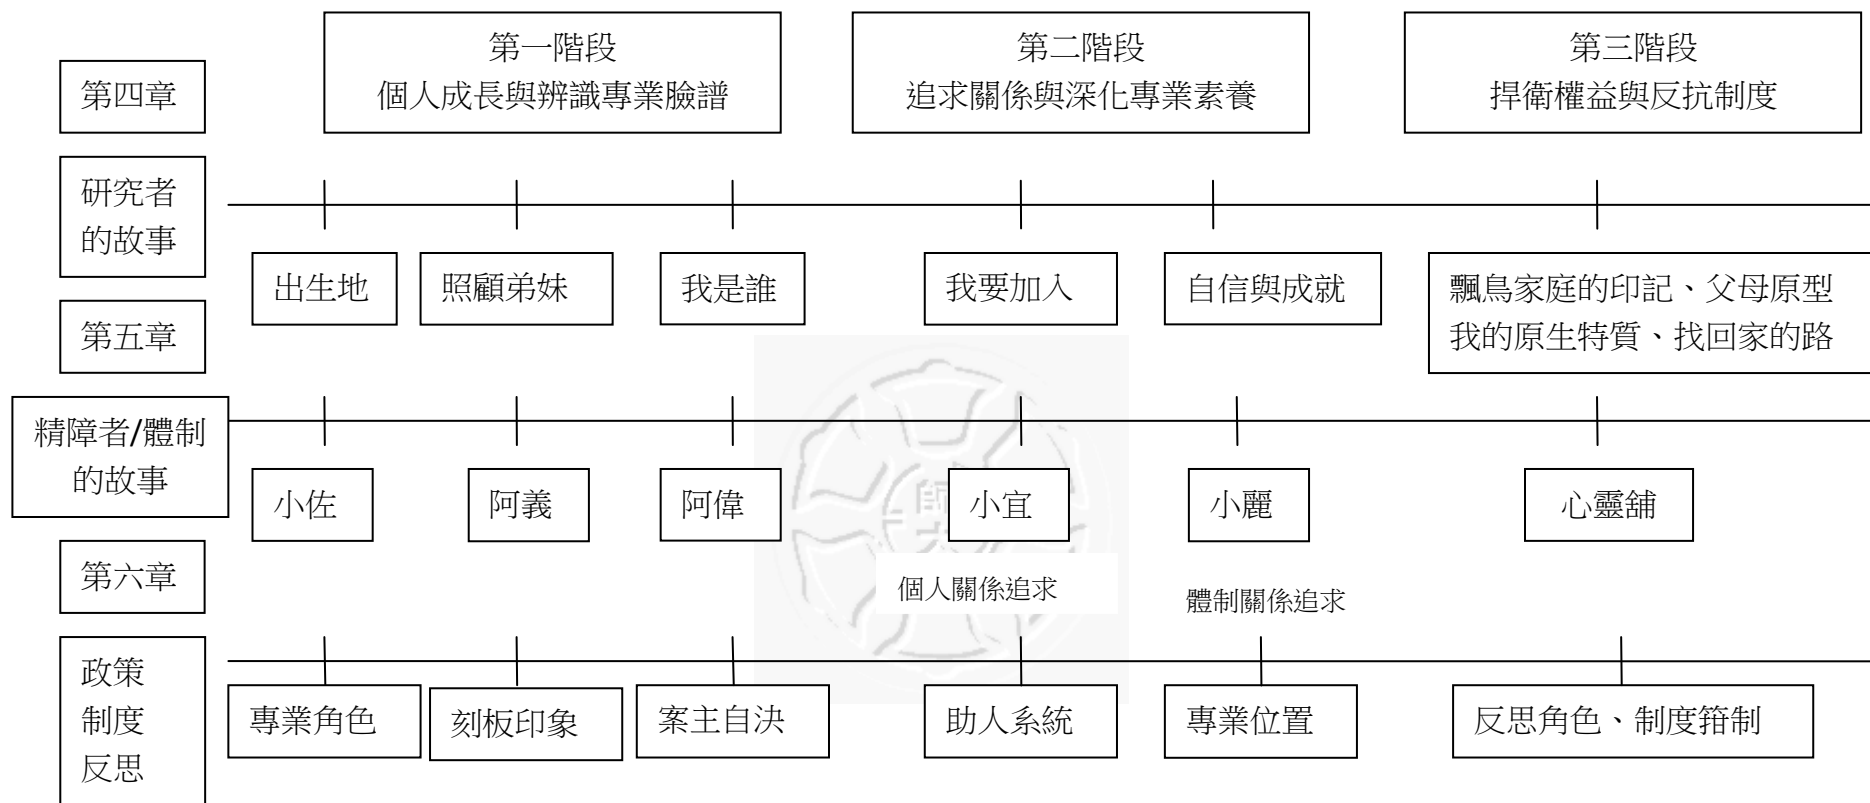 第一階段
個人成長與辨識專業臉譜
第二階段
追求關係與深化專業素養
第三階段
捍衛權益與反抗制度
第四章
研究者
的故事
出生地
照顧弟妹
我是誰
我要加入
自信與成就
飄鳥家庭的印記、父母原型
我的原生特質、找回家的路
第五章
精障者/體制
的故事
小佐
阿義
阿偉
小宜
小麗
心靈舖
第六章
個人關係追求
體制關係追求
政策
制度
反思
專業角色
刻板印象
案主自決
助人系統
專業位置
反思角色、制度箝制